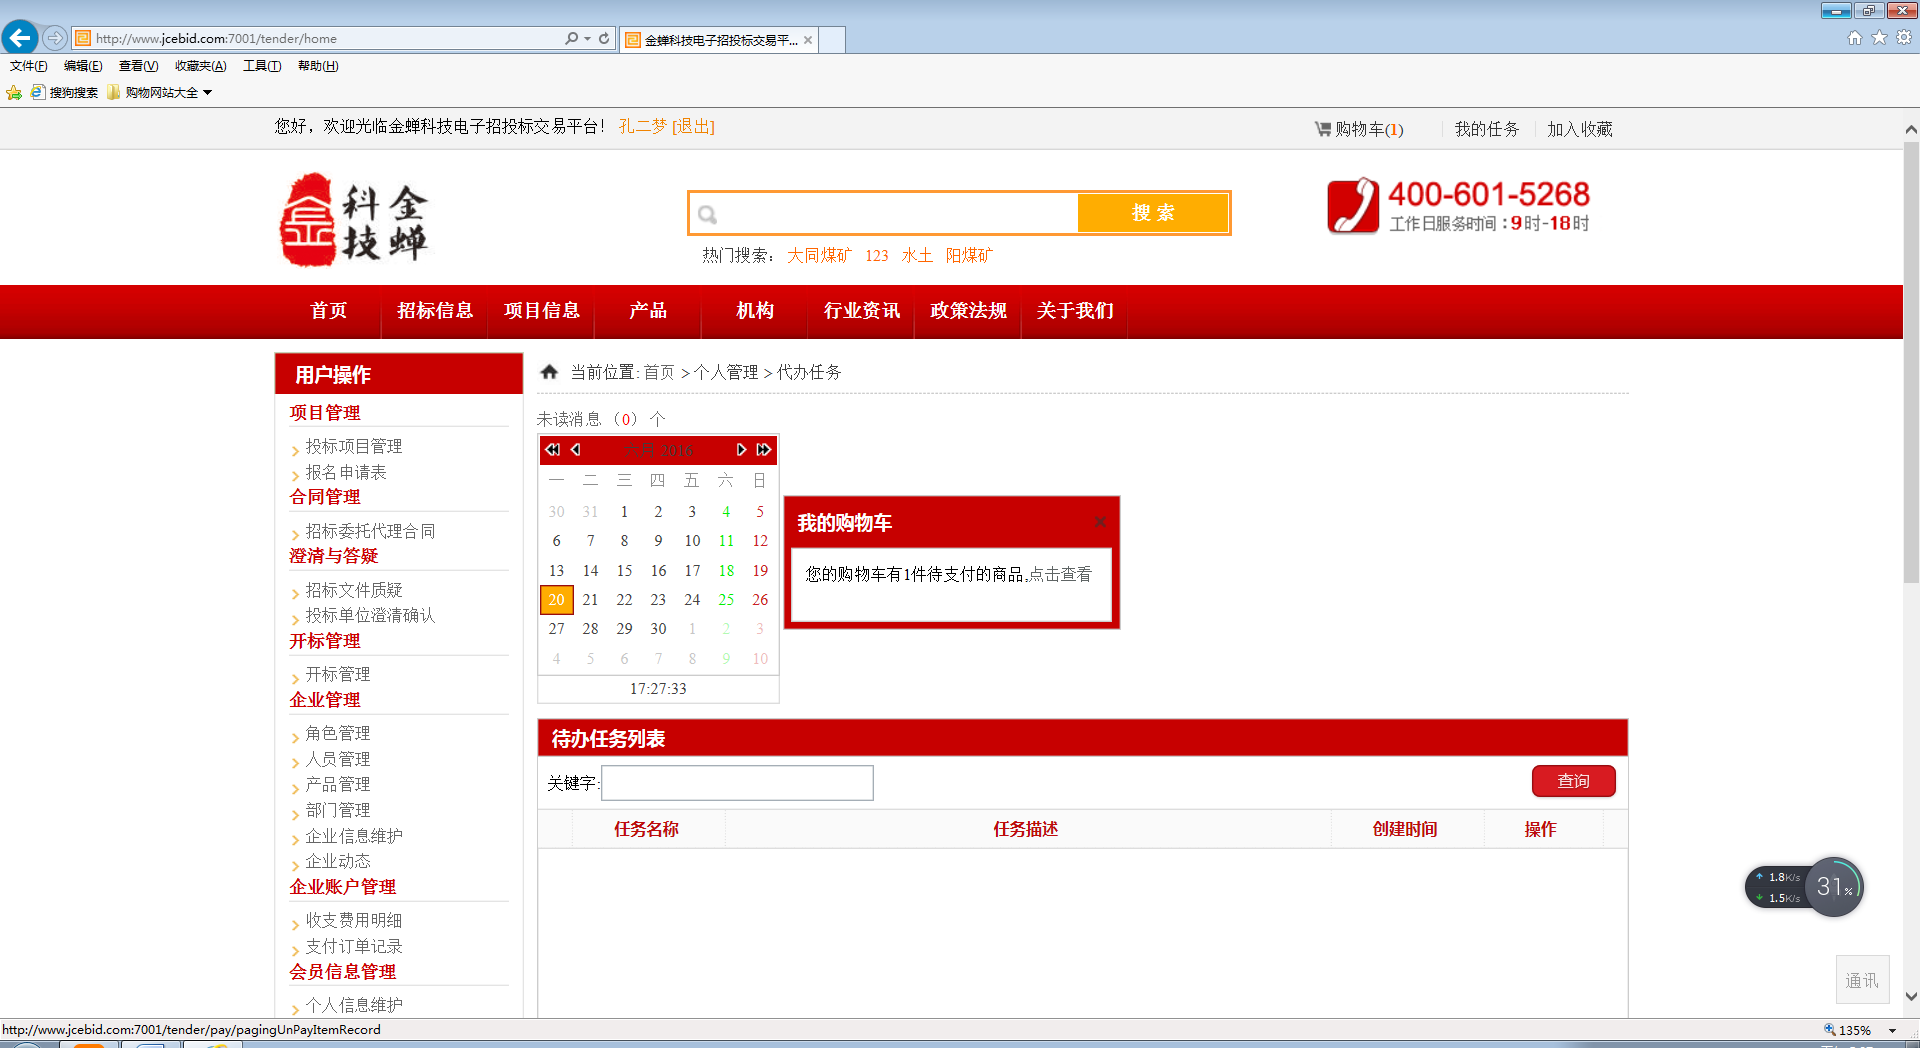 http://www.jcebid.com:7001/tender/home
金蝉科技电子招投标交易平...
文件(F) 编辑(E) 查看(V) 收藏夹(A) 工具(T) 帮助(H)
搜狗搜索 购物网站大全
您好，欢迎光临金蝉科技电子招投标交易平台！ 孔二梦 [退出]
购物车(1) 我的任务 加入收藏
科技 金蝉
搜 索
400-601-5268
工作日服务时间：9时-18时
热门搜索： 大同煤矿 123 水土 阳煤矿
首页 招标信息 项目信息 产品 机构 行业资讯 政策法规 关于我们
用户操作
项目管理
投标项目管理
报名申请表
合同管理
招标委托代理合同
澄清与答疑
招标文件质疑
投标单位澄清确认
开标管理
开标管理
企业管理
角色管理
人员管理
产品管理
部门管理
企业信息维护
企业动态
企业账户管理
收支费用明细
支付订单记录
会员信息管理
个人信息维护
当前位置: 首页 > 个人管理 > 代办任务
未读消息 （0） 个
2016
一 二 三 四 五 六 日
30 31 1 2 3 4 5
6 7 8 9 10 11 12
13 14 15 16 17 18 19
20 21 22 23 24 25 26
27 28 29 30 1 2 3
4 5 6 7 8 9 10
17:27:33
我的购物车
您的购物车有1件待支付的商品,点击查看
待办任务列表
关键字:
查询
任务名称 任务描述 创建时间 操作
1.8K/s
1.5K/s
31%
通讯
http://www.jcebid.com:7001/tender/pay/pagingUnPayItemRecord
135%